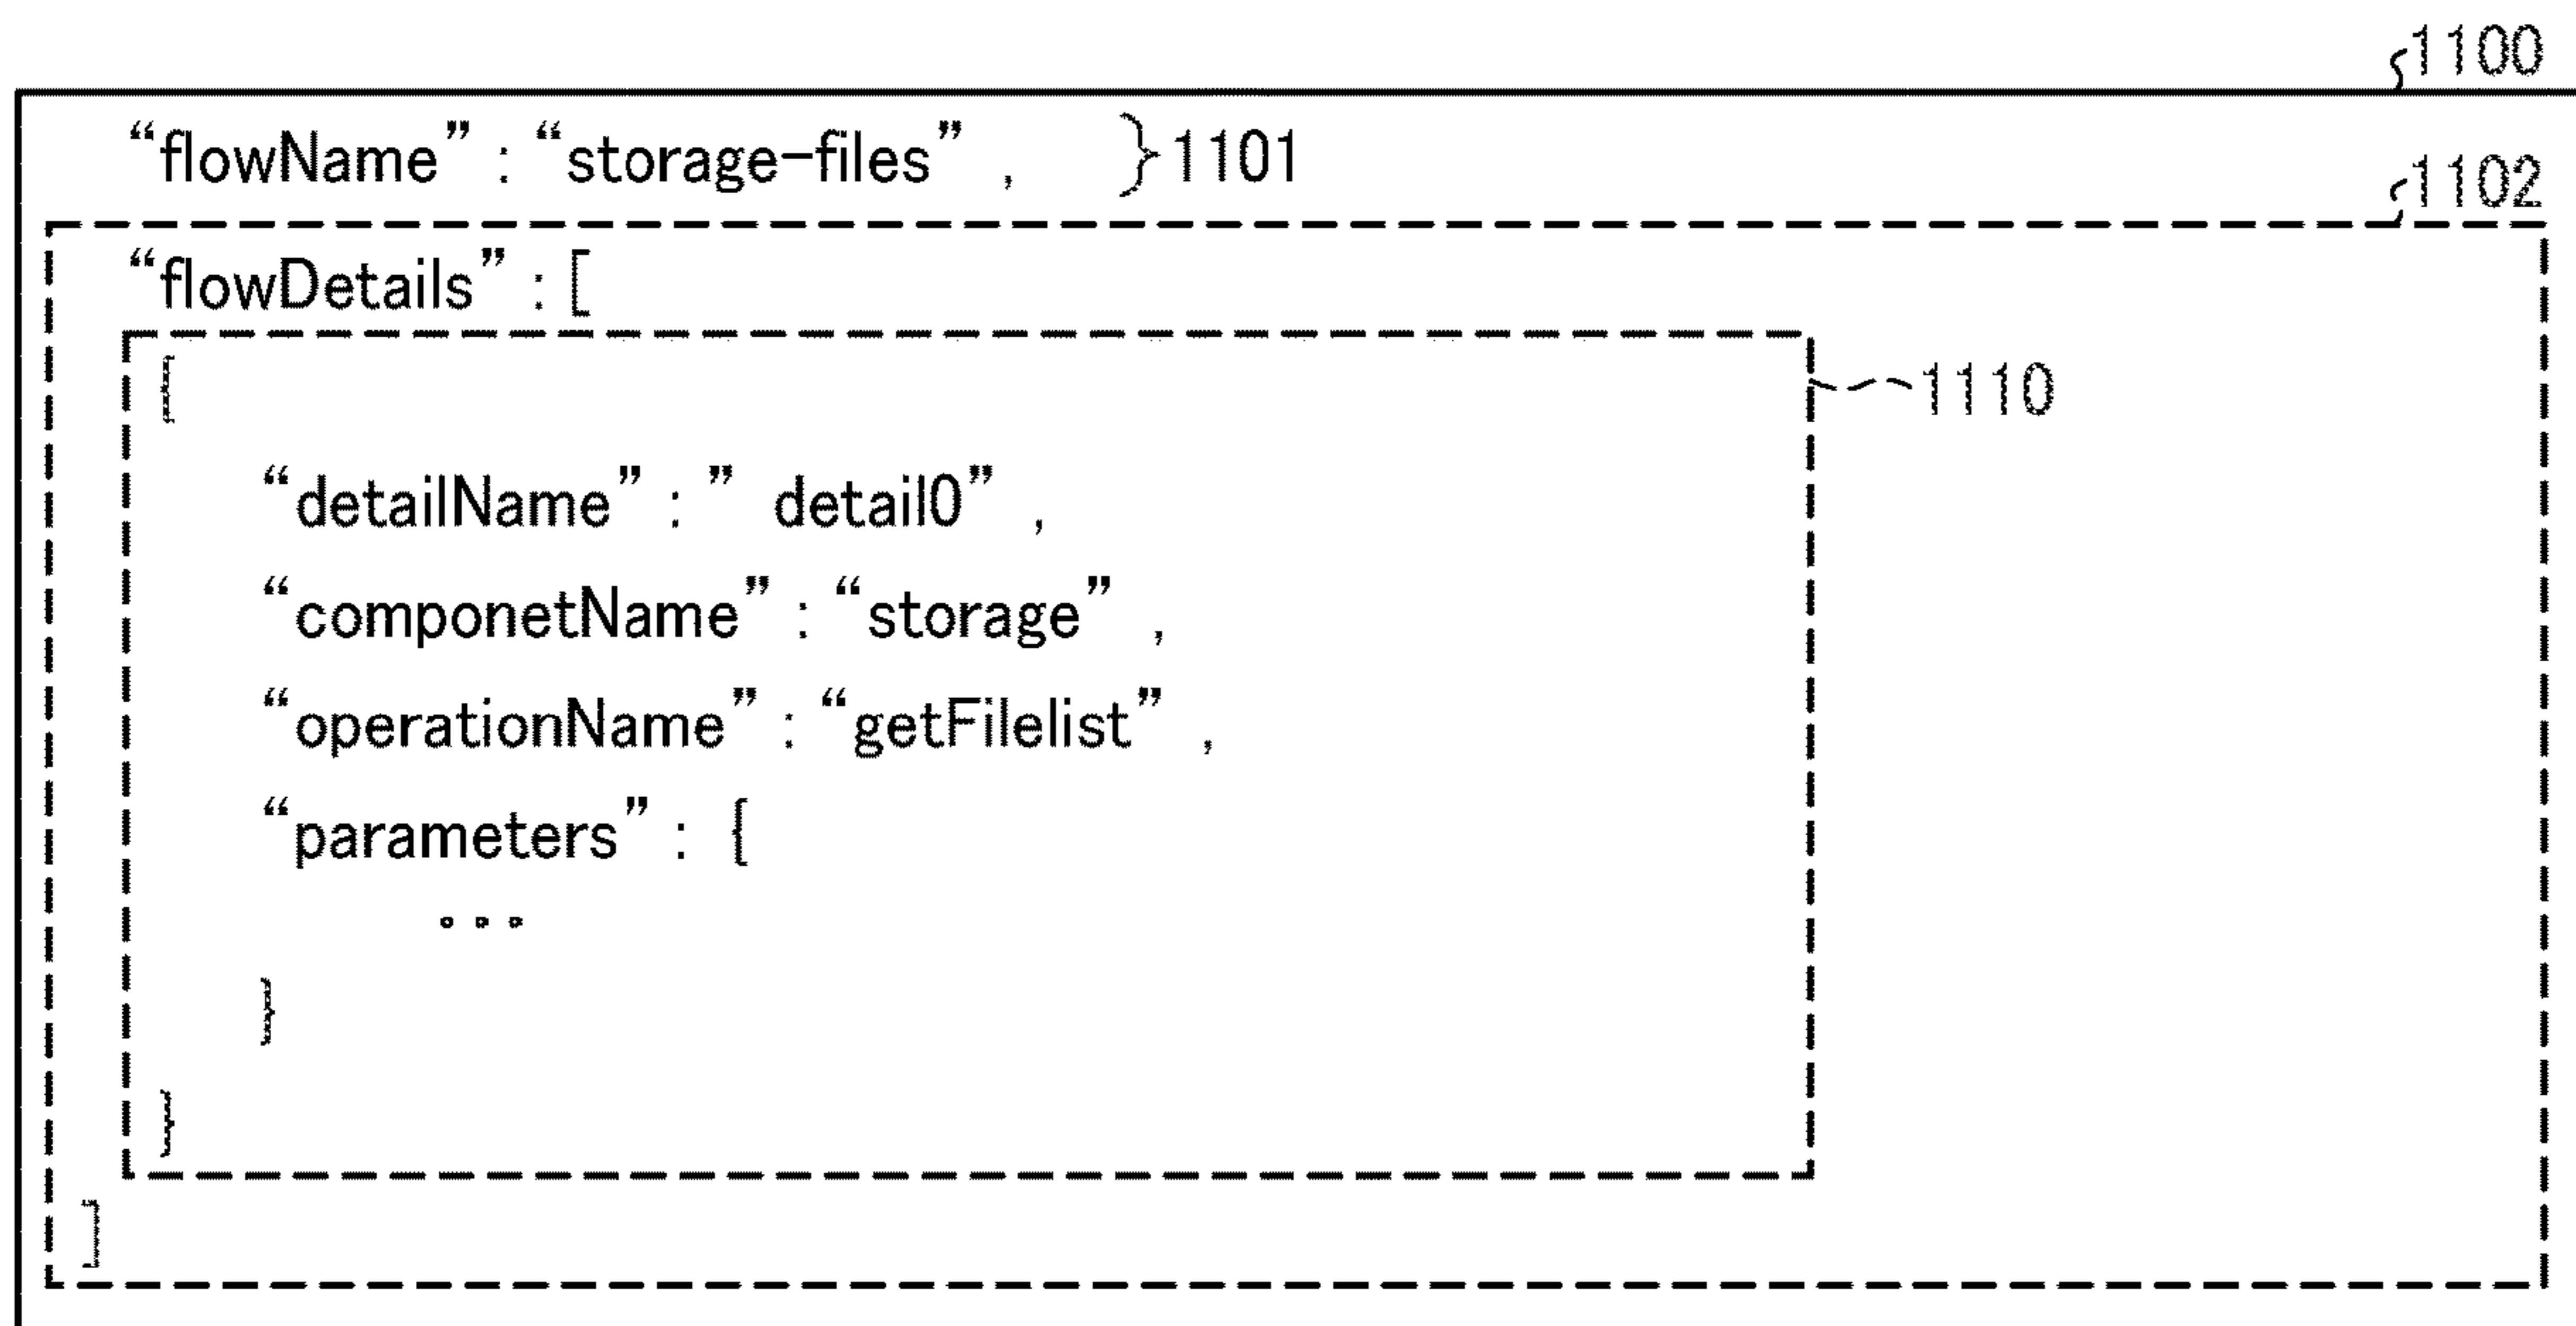 1100
“flowName” : “storage-files” , }1101
1102
“flowDetails” : [
{
1110
“detailName” : ” detail0” ,
“componetName” : “storage” ,
“operationName” : “getFilelist” ,
“parameters” : {
...
}
}
]